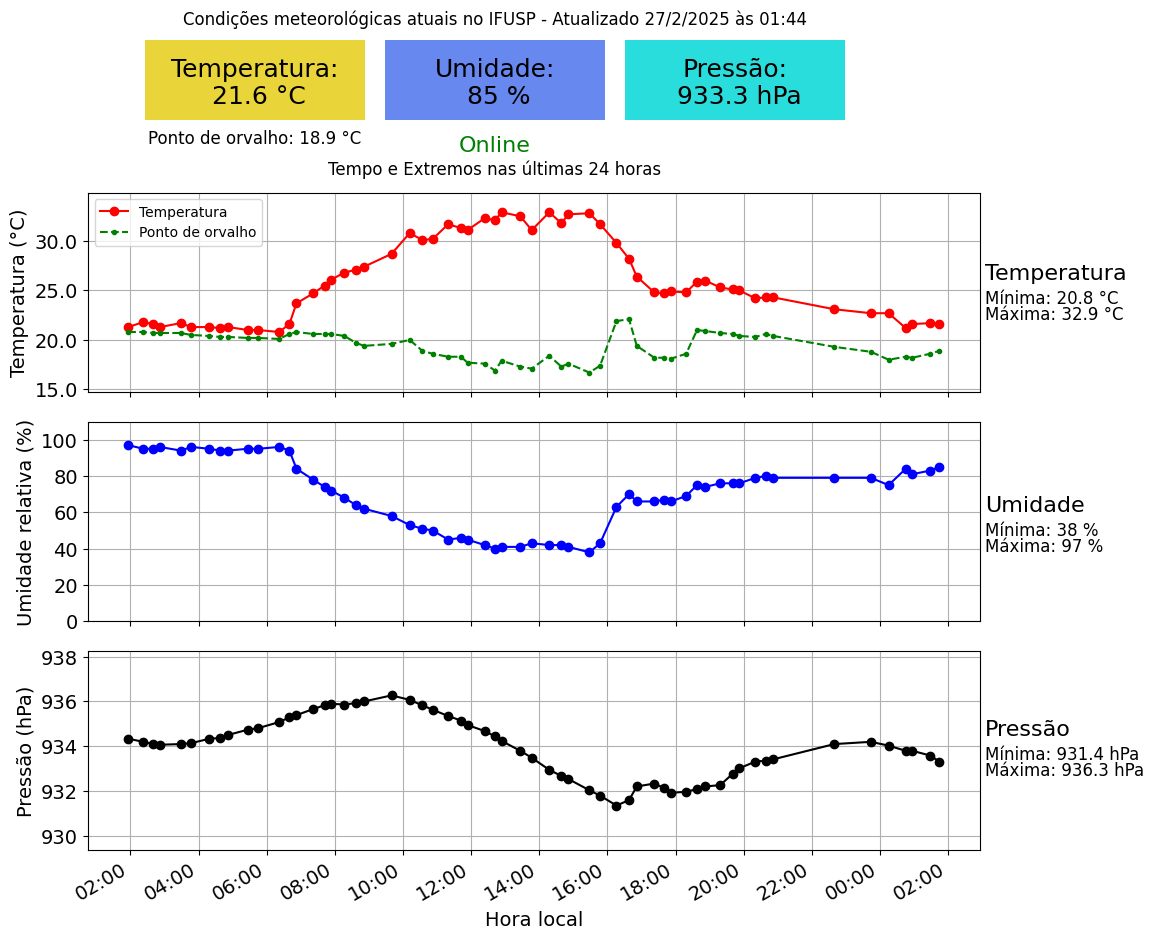 Condições meteorológicas atuais no IFUSP - Atualizado 27/2/2025 às 01:44
Temperatura:
21.6 °C
Umidade:
85 %
Pressão:
933.3 hPa
Ponto de orvalho: 18.9 °C
Online
Tempo e Extremos nas últimas 24 horas
Temperatura (°C)
30.0
25.0
20.0
15.0
Temperatura
Ponto de orvalho
Temperatura
Mínima: 20.8 °C
Máxima: 32.9 °C
Umidade relativa (%)
100
80
60
40
20
0
Umidade
Mínima: 38 %
Máxima: 97 %
Pressão (hPa)
938
936
934
932
930
Pressão
Mínima: 931.4 hPa
Máxima: 936.3 hPa
02:00
04:00
06:00
08:00
10:00
12:00
14:00
16:00
18:00
20:00
22:00
00:00
02:00
Hora local